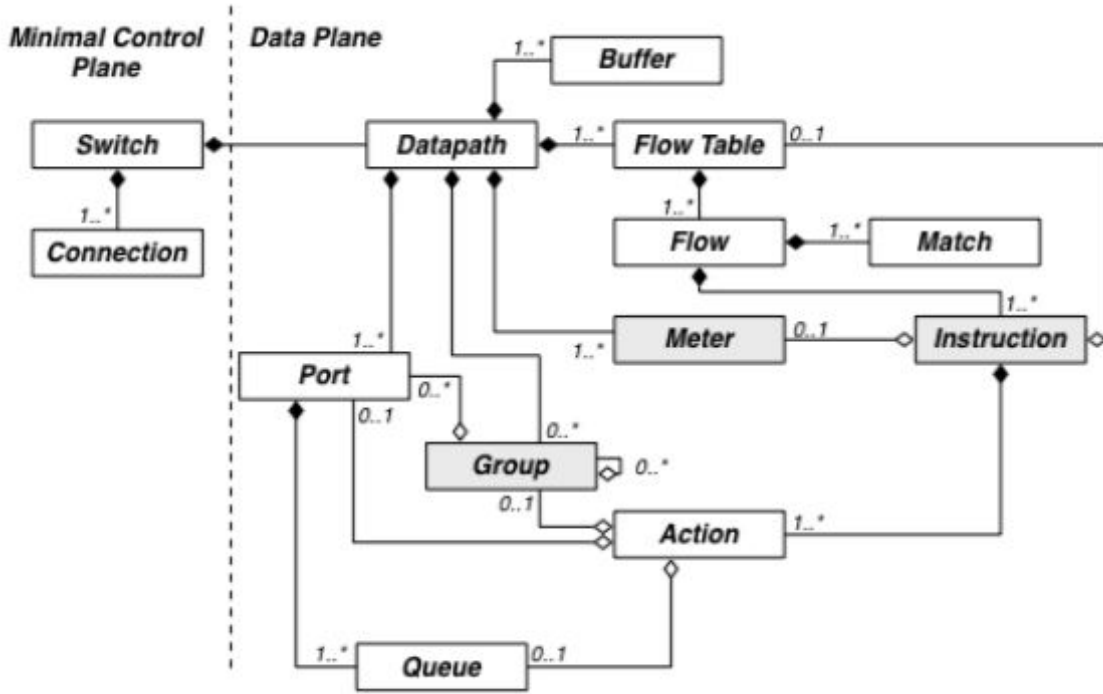 Minimal Control
Plane
Data Plane
1..*
Buffer
Switch
Datapath
1..*
Flow Table
0..1
1..*
Connection
1..*
Flow
1..*
Match
1..*
1..*
Meter
0..1
Instruction
1..*
Port
0..*
0..1
0..*
Group
0..*
0..1
Action
1..*
1..*
Queue
0..1